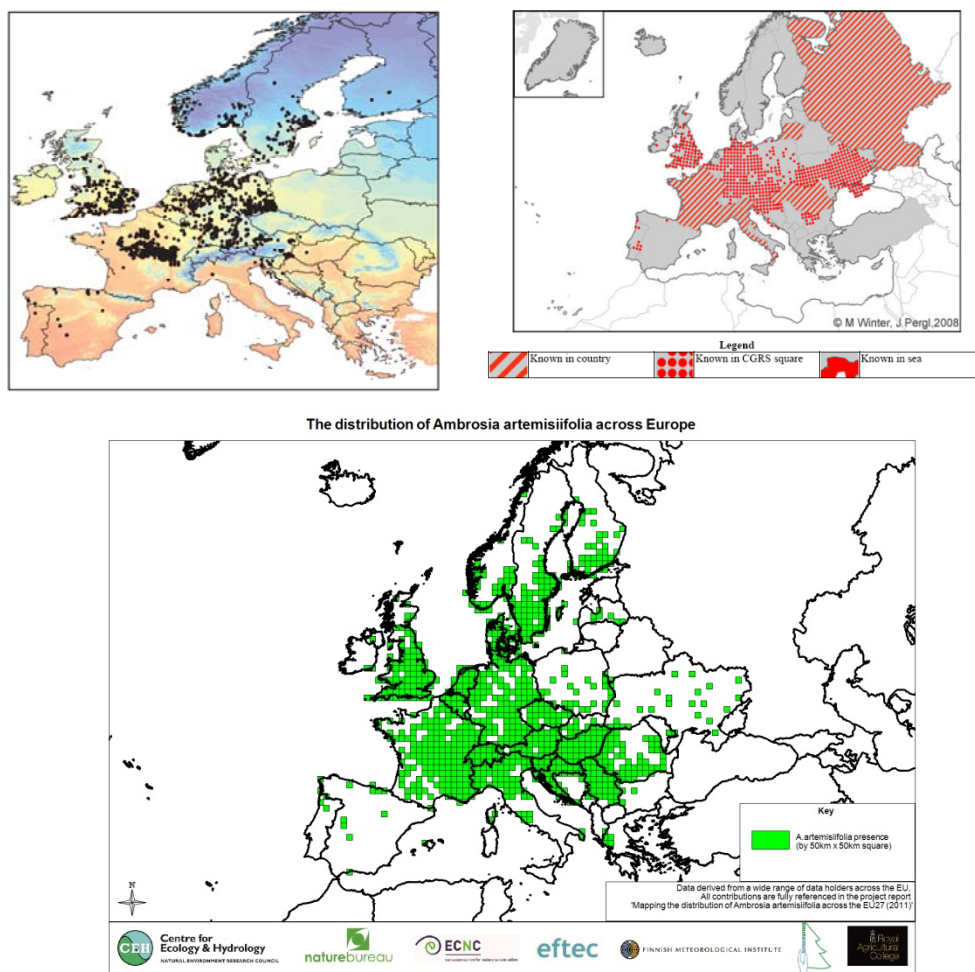 © M Winter, J Pergl,2008
Legend
Known in country
Known in CGRS square
Known in sea
The distribution of Ambrosia artemisiifolia across Europe
Key
A.artemisiifolia presence
(by 50km x 50km square)
N
Data derived from a wide range of data holders across the EU.
All contributions are fully referenced in the project report
'Mapping the distribution of Ambrosia artemisiifolia across the EU27 (2011)'
CEH
Centre for
Ecology & Hydrology
NATURAL ENVIRONMENT RESEARCH COUNCIL
naturebureau
ECNC
eftec
FINNISH METEOROLOGICAL INSTITUTE
Royal
Agricultural
College